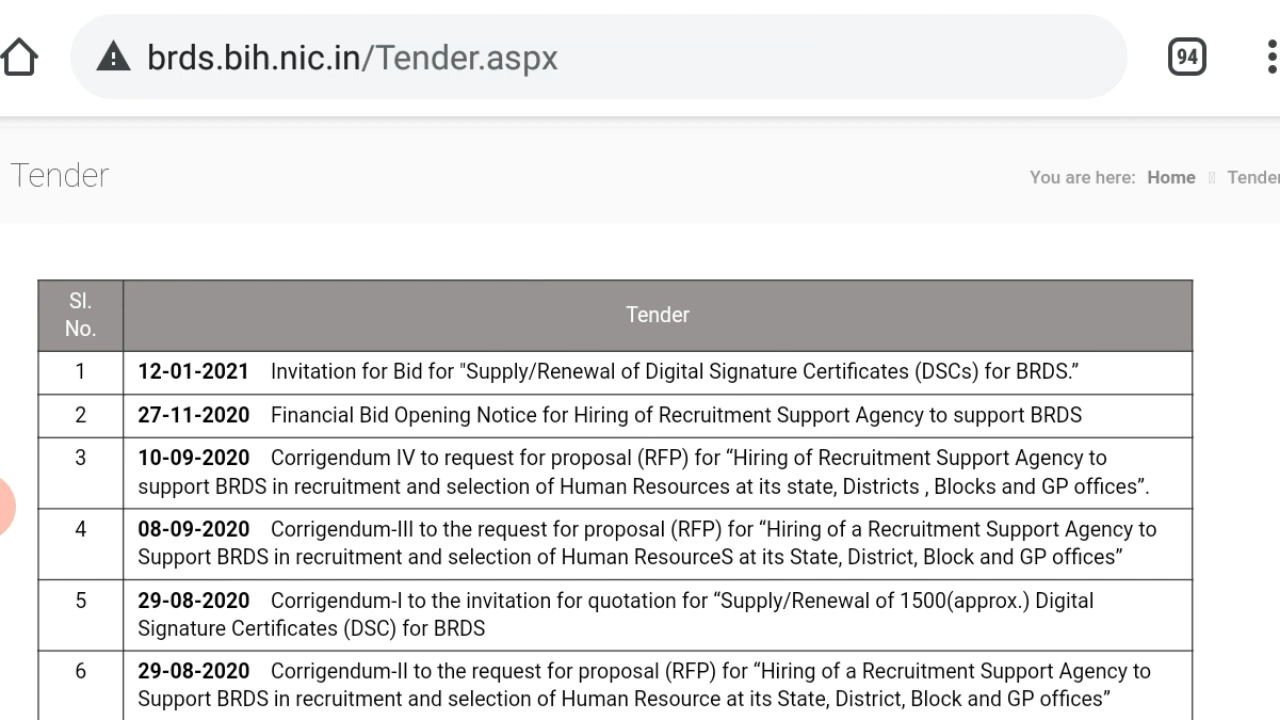 brds.bih.nic.in/Tender.aspx
94
Tender
You are here: Home Tender
Sl. No.
Tender
1 12-01-2021 Invitation for Bid for "Supply/Renewal of Digital Signature Certificates (DSCs) for BRDS.”
2 27-11-2020 Financial Bid Opening Notice for Hiring of Recruitment Support Agency to support BRDS
3 10-09-2020 Corrigendum IV to request for proposal (RFP) for “Hiring of Recruitment Support Agency to
support BRDS in recruitment and selection of Human Resources at its state, Districts , Blocks and GP offices”.
4 08-09-2020 Corrigendum-III to the request for proposal (RFP) for “Hiring of a Recruitment Support Agency to
Support BRDS in recruitment and selection of Human ResourceS at its State, District, Block and GP offices”
5 29-08-2020 Corrigendum-I to the invitation for quotation for “Supply/Renewal of 1500(approx.) Digital
Signature Certificates (DSC) for BRDS
6 29-08-2020 Corrigendum-II to the request for proposal (RFP) for “Hiring of a Recruitment Support Agency to
Support BRDS in recruitment and selection of Human Resource at its State, District, Block and GP offices”